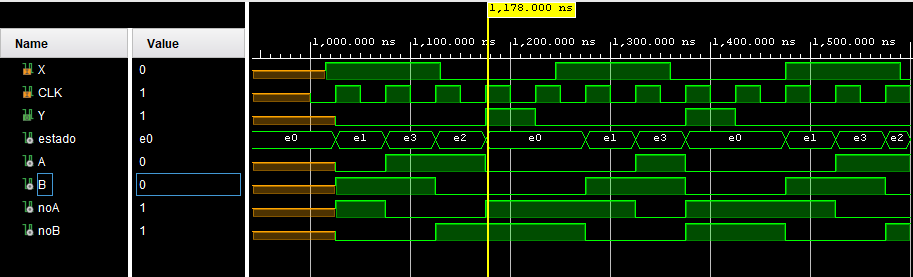 1,178.000 ns
Name Value
1,000.000 ns 1,100.000 ns 1,200.000 ns 1,300.000 ns 1,400.000 ns 1,500.000 ns
X 0
CLK 1
Y 1
estado e0 e0 e1 e3 e2 e0 e1 e3 e0 e1 e3 e2
A 0
B 0
noA 1
noB 1